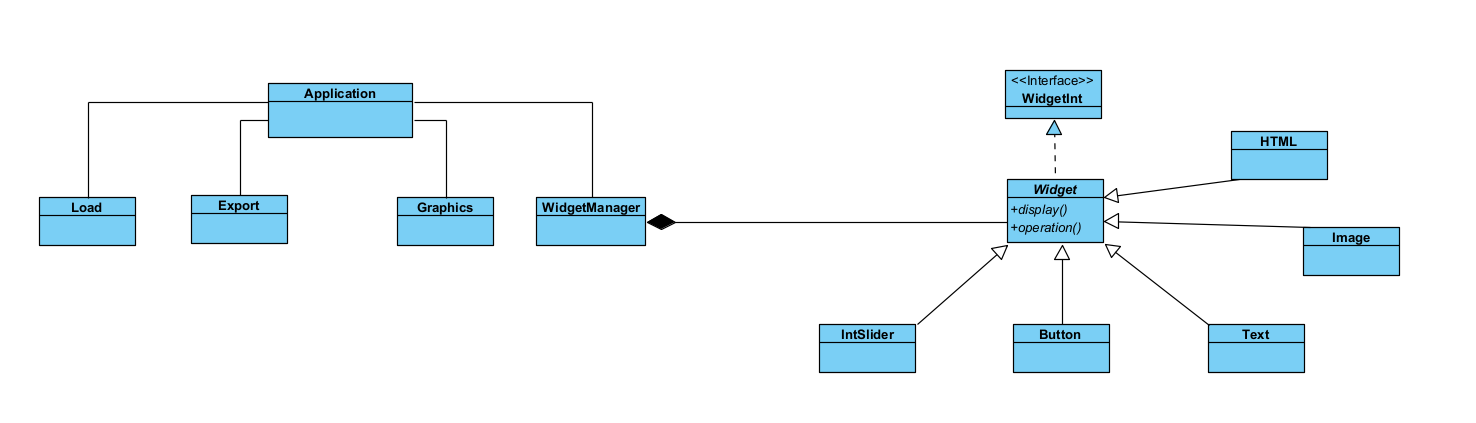 Application
Load
Export
Graphics
WidgetManager
<<Interface>>
WidgetInt
Widget
+display()
+operation()
HTML
Image
IntSlider
Button
Text